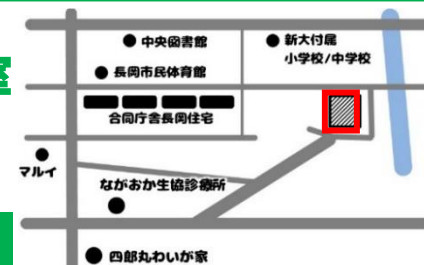 室
● 中央図書館
● 新大付属
小学校/中学校
● 長岡市民体育館
合同庁舎長岡住宅
マルイ
ながおか生協診療所
● 四郎丸わいが家